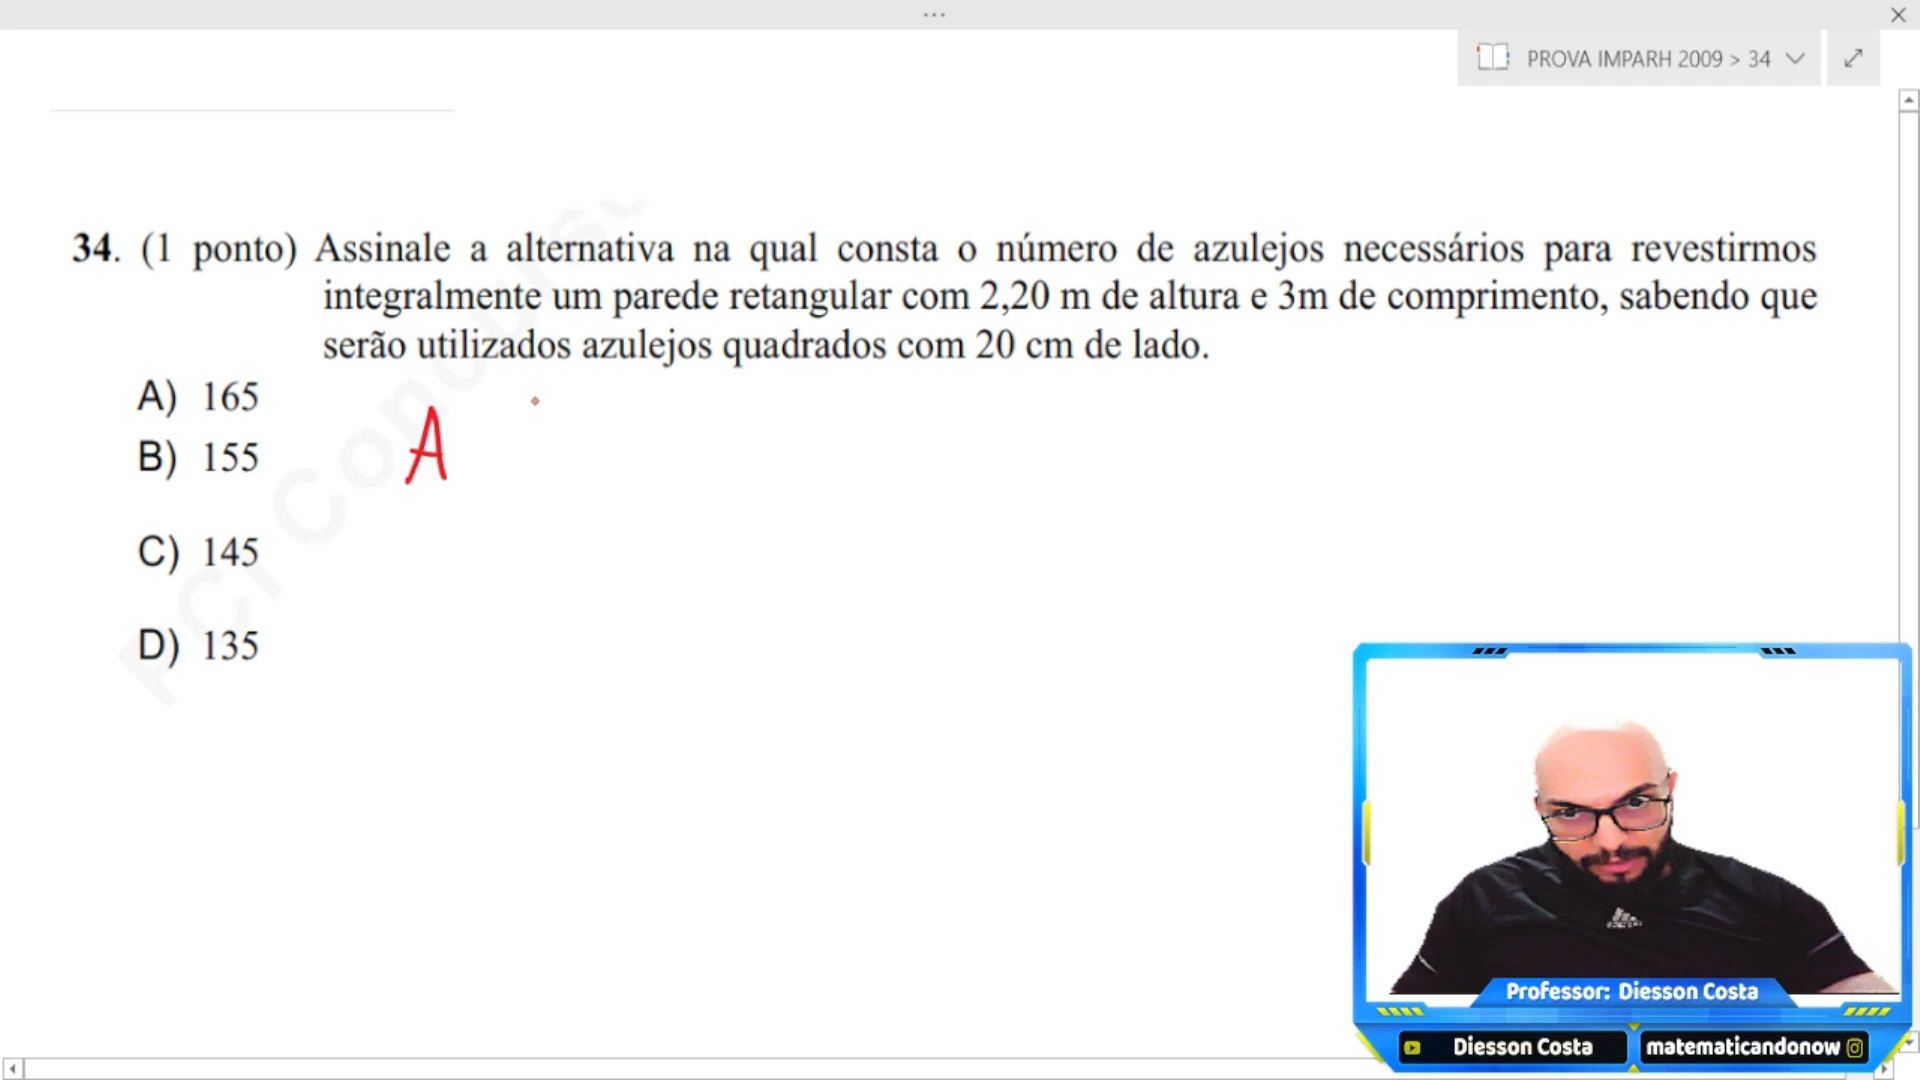 ...
PROVA IMPARH 2009 > 34
34. (1 ponto) Assinale a alternativa na qual consta o número de azulejos necessários para revestirmos
integralmente um parede retangular com 2,20 m de altura e 3m de comprimento, sabendo que
serão utilizados azulejos quadrados com 20 cm de lado.
A) 165
B) 155
A
C) 145
D) 135
PCI Concurso
Professor: Diesson Costa
Diesson Costa
matematicandonow